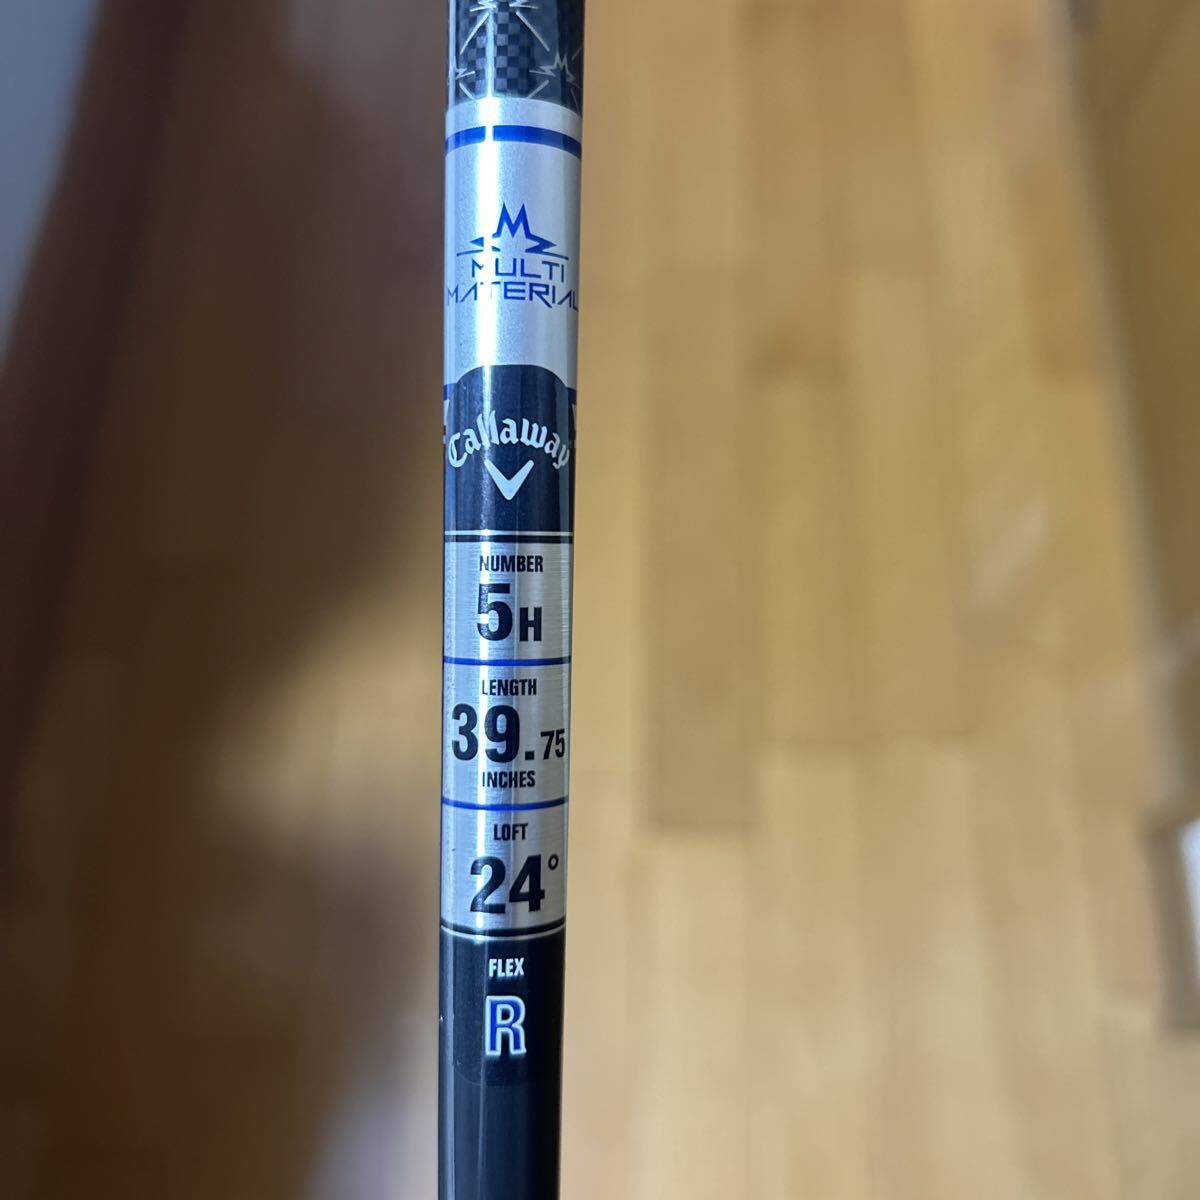 MULTI
MATERIAL
Callaway
NUMBER
5H
LENGTH
39.75
INCHES
LOFT
24°
FLEX
R